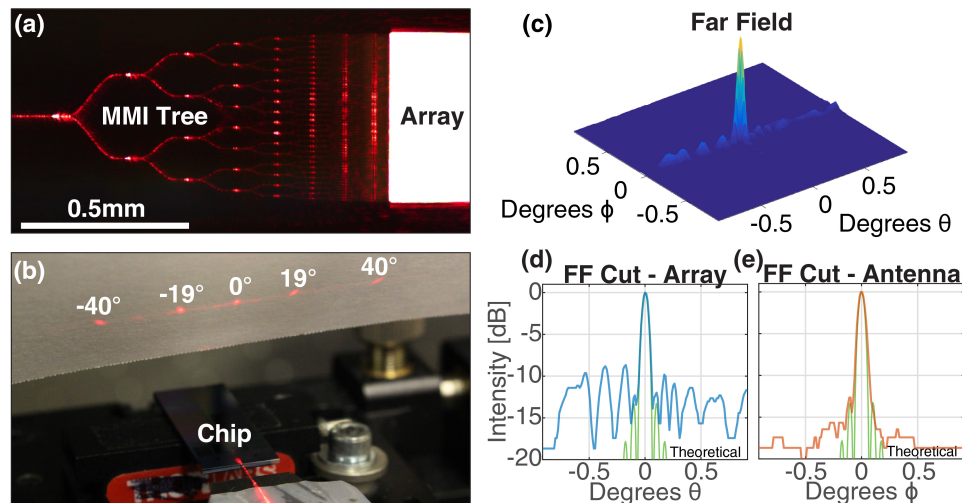 (a)
MMI Tree
Array
0.5mm
(b)
-40°
-19°
0°
19°
40°
Chip
(c)
Far Field
0.5
0
-0.5
Degrees ϕ
0.5
0
-0.5
Degrees θ
(d)
FF Cut - Array
Intensity [dB]
0
-5
-10
-15
-20
-0.5
0
0.5
Theoretical
Degrees θ
(e)
FF Cut - Antenna
-0.5
0
0.5
Theoretical
Degrees ϕ